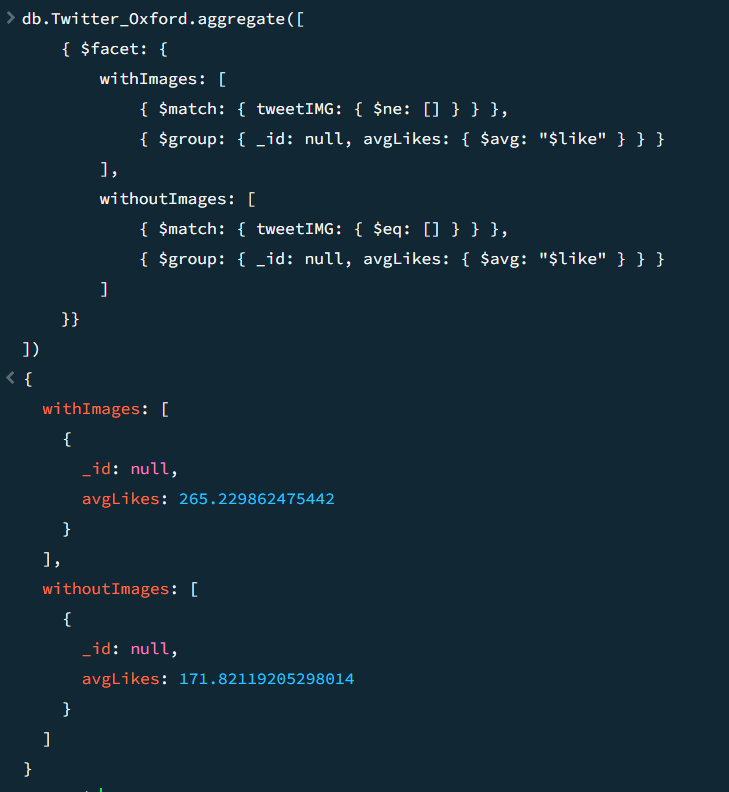 db.Twitter_Oxford.aggregate([
{ $facet: {
withImages: [
{ $match: { tweetIMG: { $ne: [] } } },
{ $group: { _id: null, avgLikes: { $avg: "$like" } } }
],
withoutImages: [
{ $match: { tweetIMG: { $eq: [] } } },
{ $group: { _id: null, avgLikes: { $avg: "$like" } } }
]
}}
])
{
withImages: [
{
_id: null,
avgLikes: 265.229862475442
}
],
withoutImages: [
{
_id: null,
avgLikes: 171.82119205298014
}
]
}